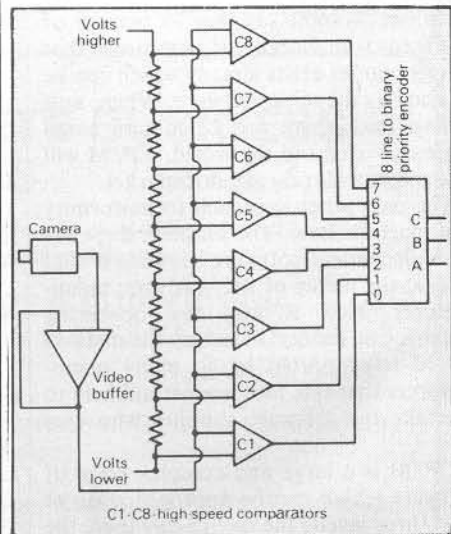 Volts
higher
C8
C7
C6
C5
C4
C3
C2
C1
8 line to binary
priority encoder
7
6
5
4
3
2
1
0
C
B
A
Camera
Video
buffer
Volts
lower
C1-C8-high-speed comparators